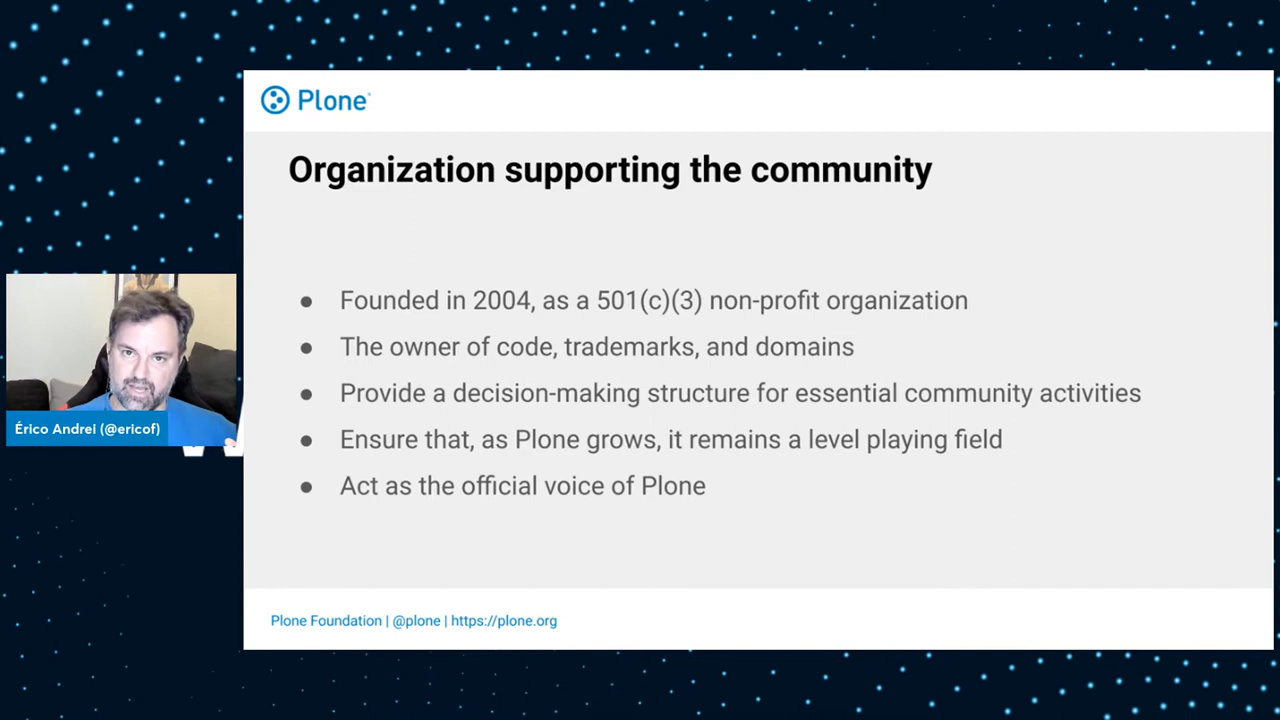 Plone
Organization supporting the community
● Founded in 2004, as a 501(c)(3) non-profit organization
● The owner of code, trademarks, and domains
● Provide a decision-making structure for essential community activities
● Ensure that, as Plone grows, it remains a level playing field
● Act as the official voice of Plone
Érico Andrei (@ericof)
Plone Foundation | @plone | https://plone.org